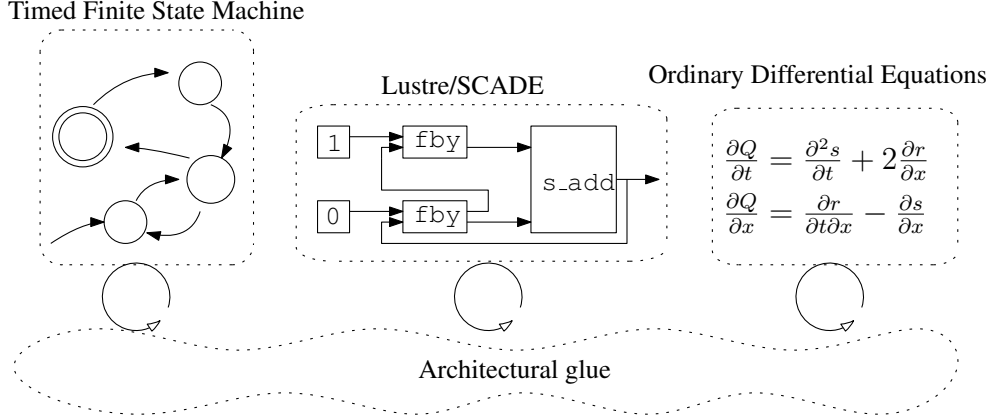 Timed Finite State Machine
Lustre/SCADE
Ordinary Differential Equations
1
fby
s_add
0
fby
∂Q/∂t = ∂²s/∂t + 2 ∂r/∂x
∂Q/∂x = ∂r/∂t∂x − ∂s/∂x
Architectural glue